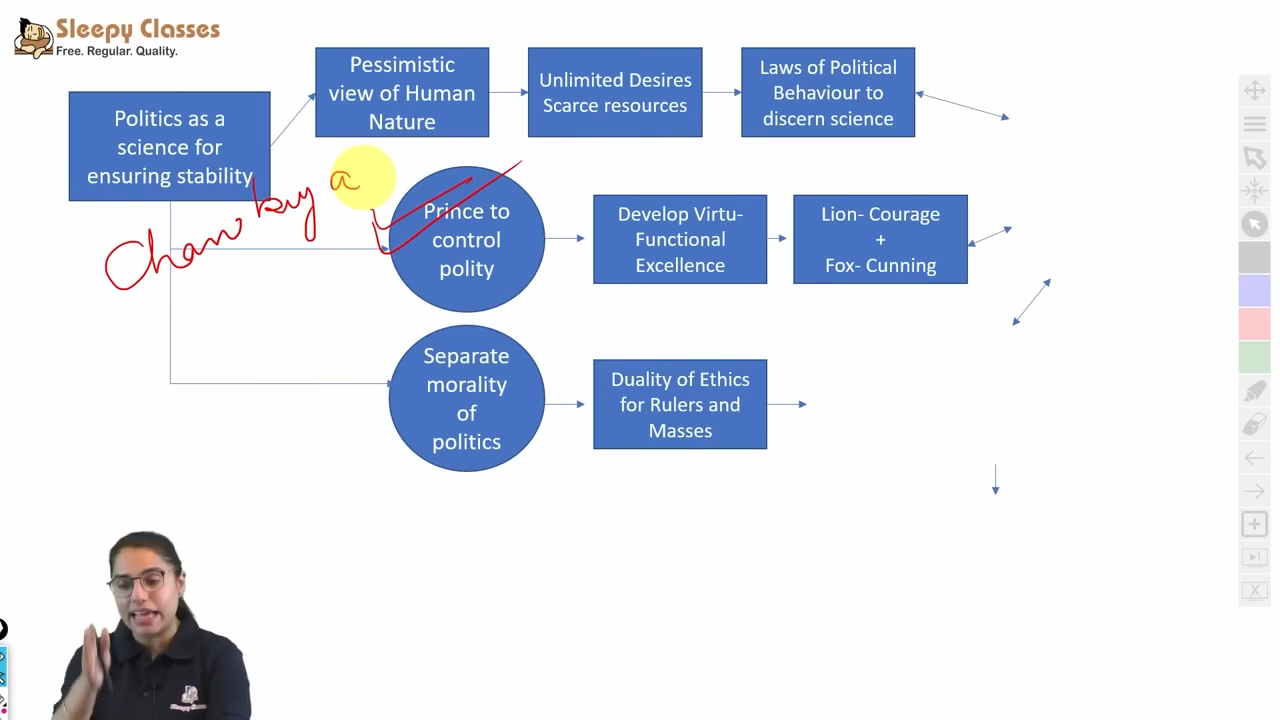 Sleepy Classes
Free. Regular. Quality.
Politics as a
science for
ensuring stability
Pessimistic
view of Human
Nature
Unlimited Desires
Scarce resources
Laws of Political
Behaviour to
discern science
Chanakya
Prince to
control
polity
Develop Virtu-
Functional
Excellence
Lion- Courage
+
Fox- Cunning
Separate
morality
of
politics
Duality of Ethics
for Rulers and
Masses
Sleepy Classes